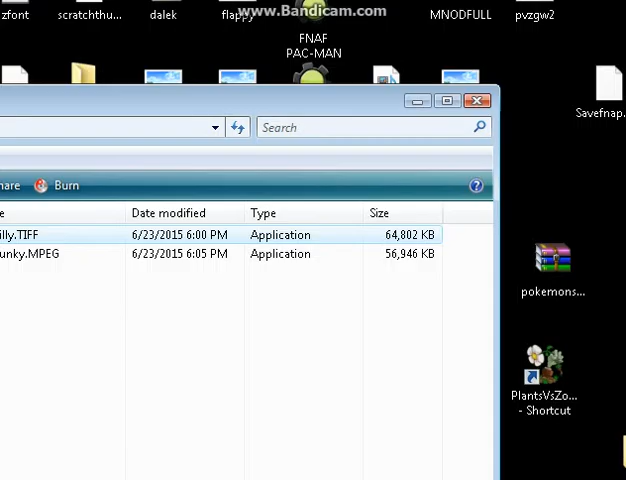 www.Bandicam.com
zfont
scratchthu...
dalek
flappy
FNAF
PAC-MAN
MNODFULL
pvzgw2
Savefnap.
Search
hare
Burn
e
Date modified
Type
Size
illy.TIFF
6/23/2015 6:00 PM
Application
64,802 KB
unky.MPEG
6/23/2015 6:05 PM
Application
56,946 KB
pokemons...
PlantsVsZo...
- Shortcut